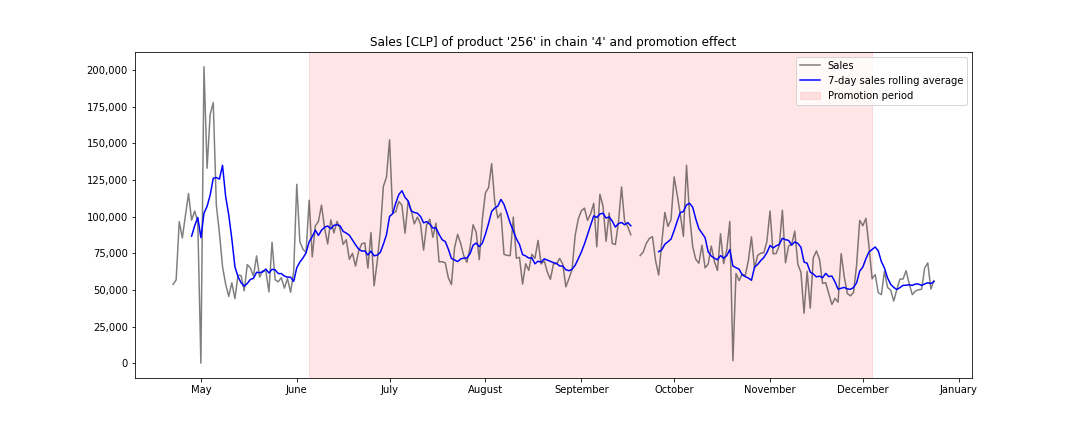 Sales [CLP] of product '256' in chain '4' and promotion effect
200,000
175,000
150,000
125,000
100,000
75,000
50,000
25,000
0
Sales
7-day sales rolling average
Promotion period
May June July August September October November December January